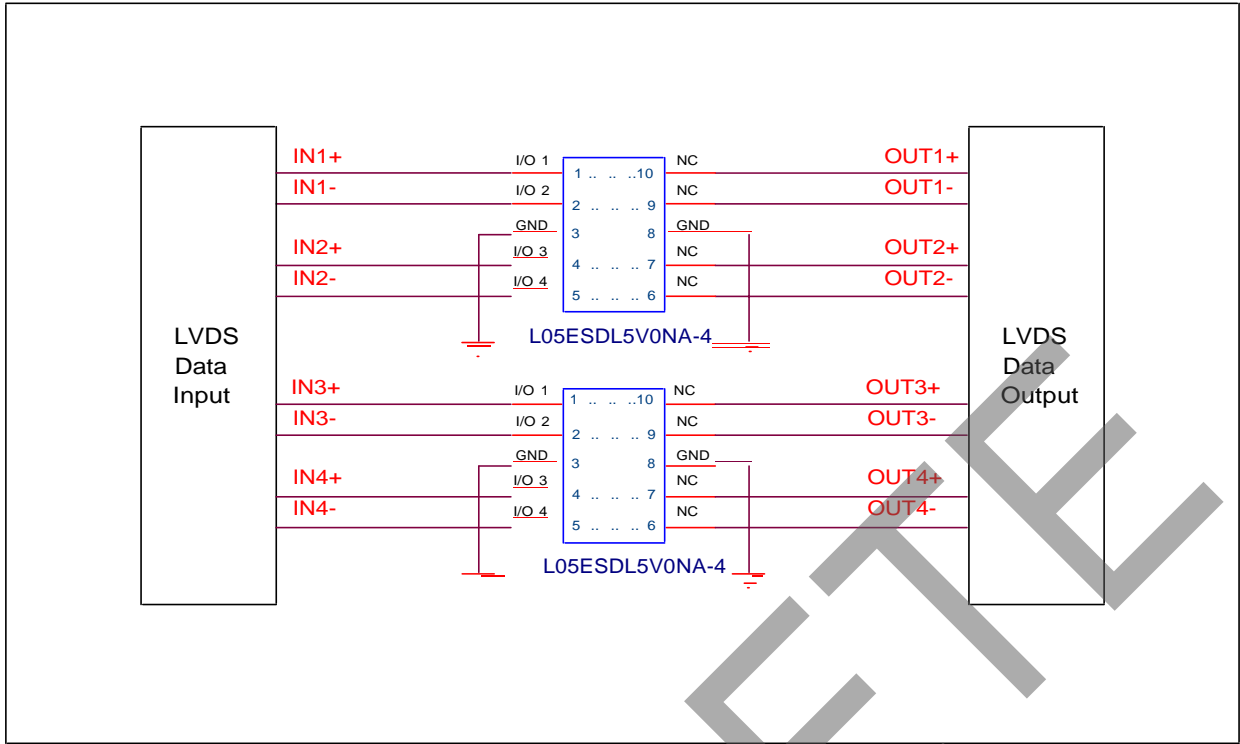 IN1+ I/O 1 1 .. .. ..10 NC OUT1+
IN1- I/O 2 2 .. .. .. 9 NC OUT1-
GND 3 8 GND
IN2+ I/O 3 4 .. .. .. 7 NC OUT2+
IN2- I/O 4 5 .. .. .. 6 NC OUT2-
L05ESDL5V0NA-4
LVDS
Data
Input
LVDS
Data
Output
IN3+ I/O 1 1 .. .. ..10 NC OUT3+
IN3- I/O 2 2 .. .. .. 9 NC OUT3-
GND 3 8 GND
IN4+ I/O 3 4 .. .. .. 7 NC OUT4+
IN4- I/O 4 5 .. .. .. 6 NC OUT4-
L05ESDL5V0NA-4
ETE